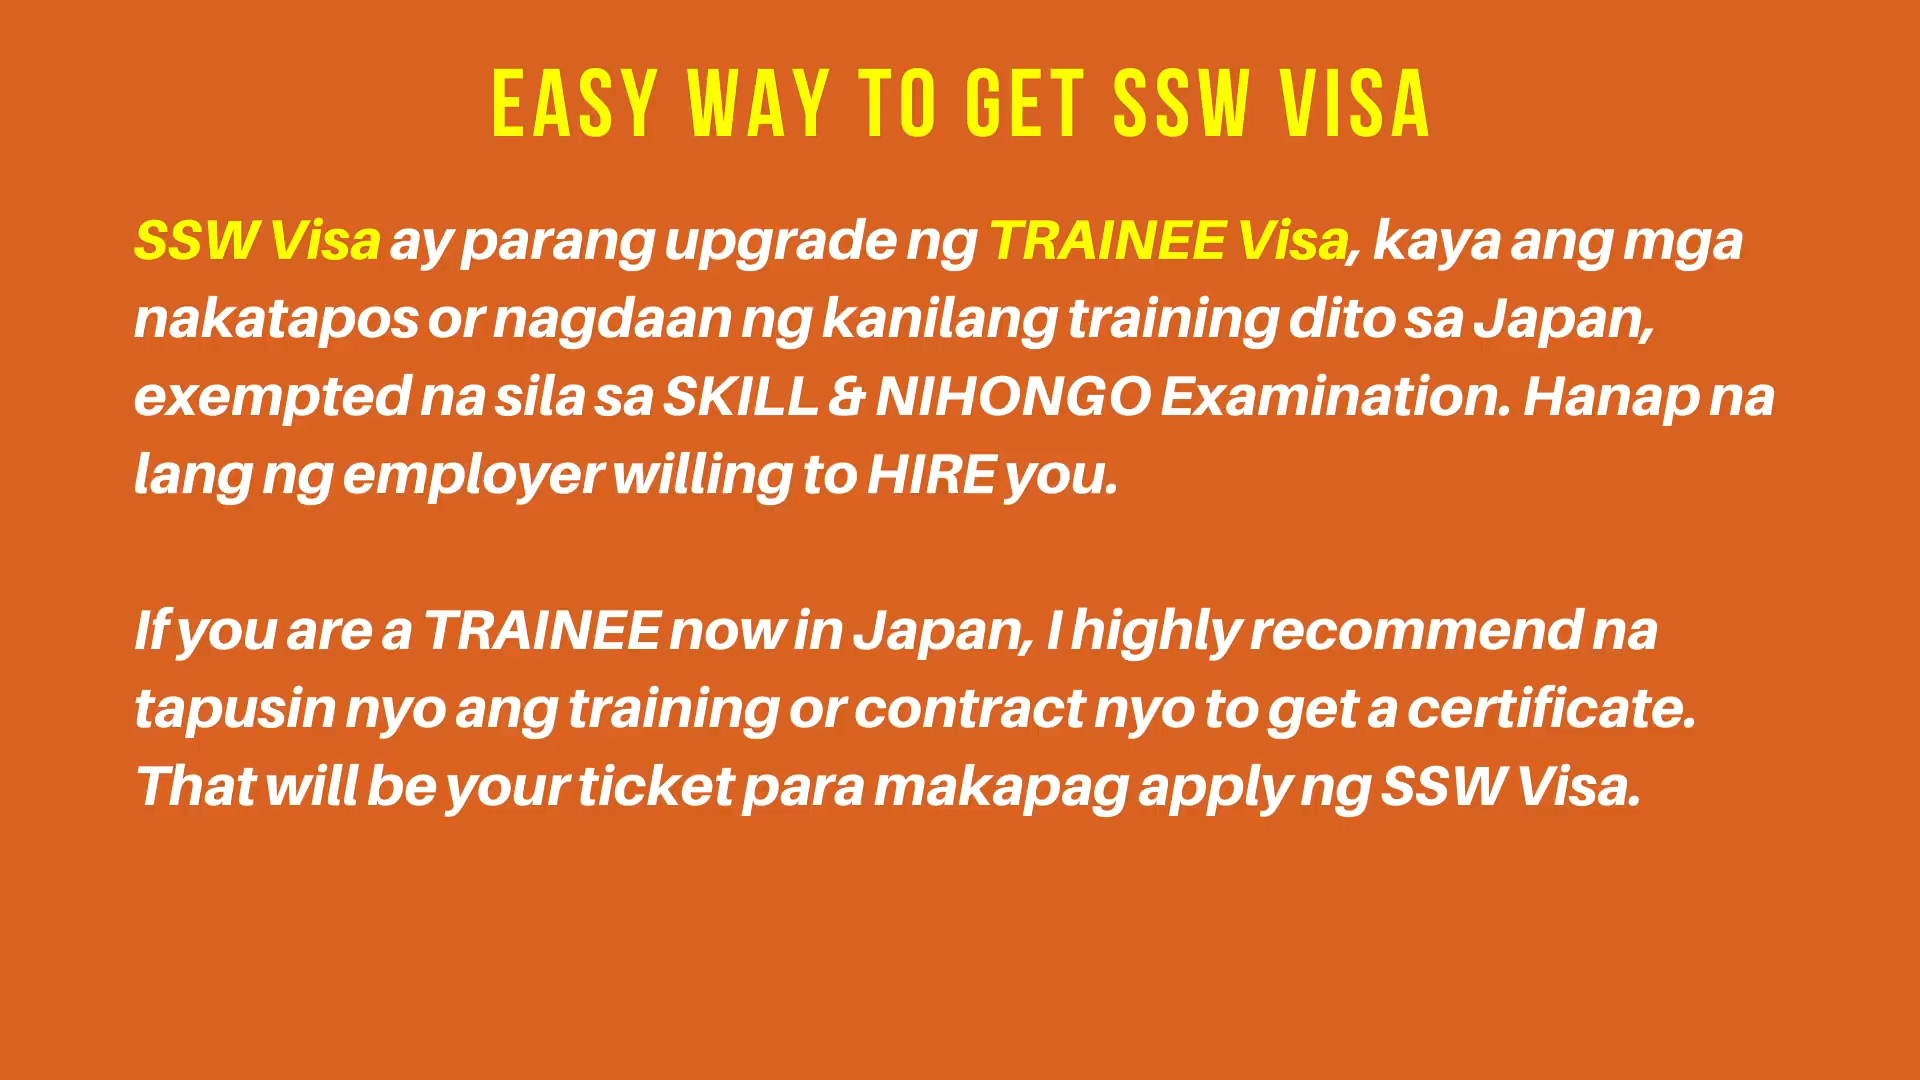 EASY WAY TO GET SSW VISA
SSW Visa ay parang upgrade ng TRAINEE Visa, kaya ang mga
nakatapos or nagdaan ng kanilang training dito sa Japan,
exempted na sila sa SKILL & NIHONGO Examination. Hanap na
lang ng employer willing to HIRE you.
If you are a TRAINEE now in Japan, I highly recommend na
tapusin nyo ang training or contract nyo to get a certificate.
That will be your ticket para makapag apply ng SSW Visa.